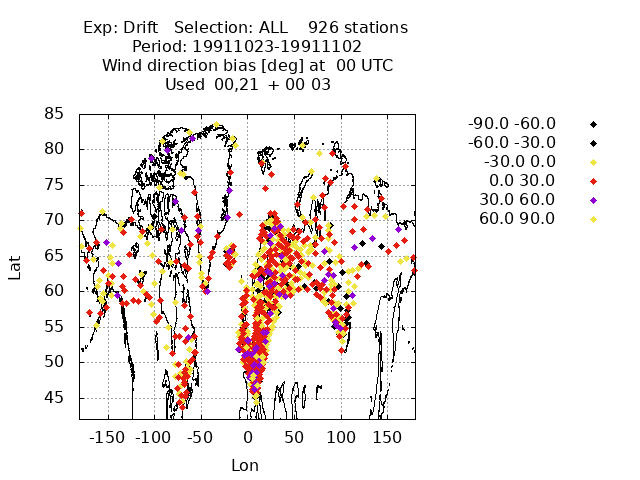 Exp: Drift   Selection: ALL    926 stations
Period: 19911023-19911102
Wind direction bias [deg] at  00 UTC
Used  00,21  + 00 03
85
80
75
70
65
60
55
50
45
Lat
-150 -100 -50 0 50 100 150
Lon
-90.0 -60.0
-60.0 -30.0
-30.0 0.0
0.0 30.0
30.0 60.0
60.0 90.0